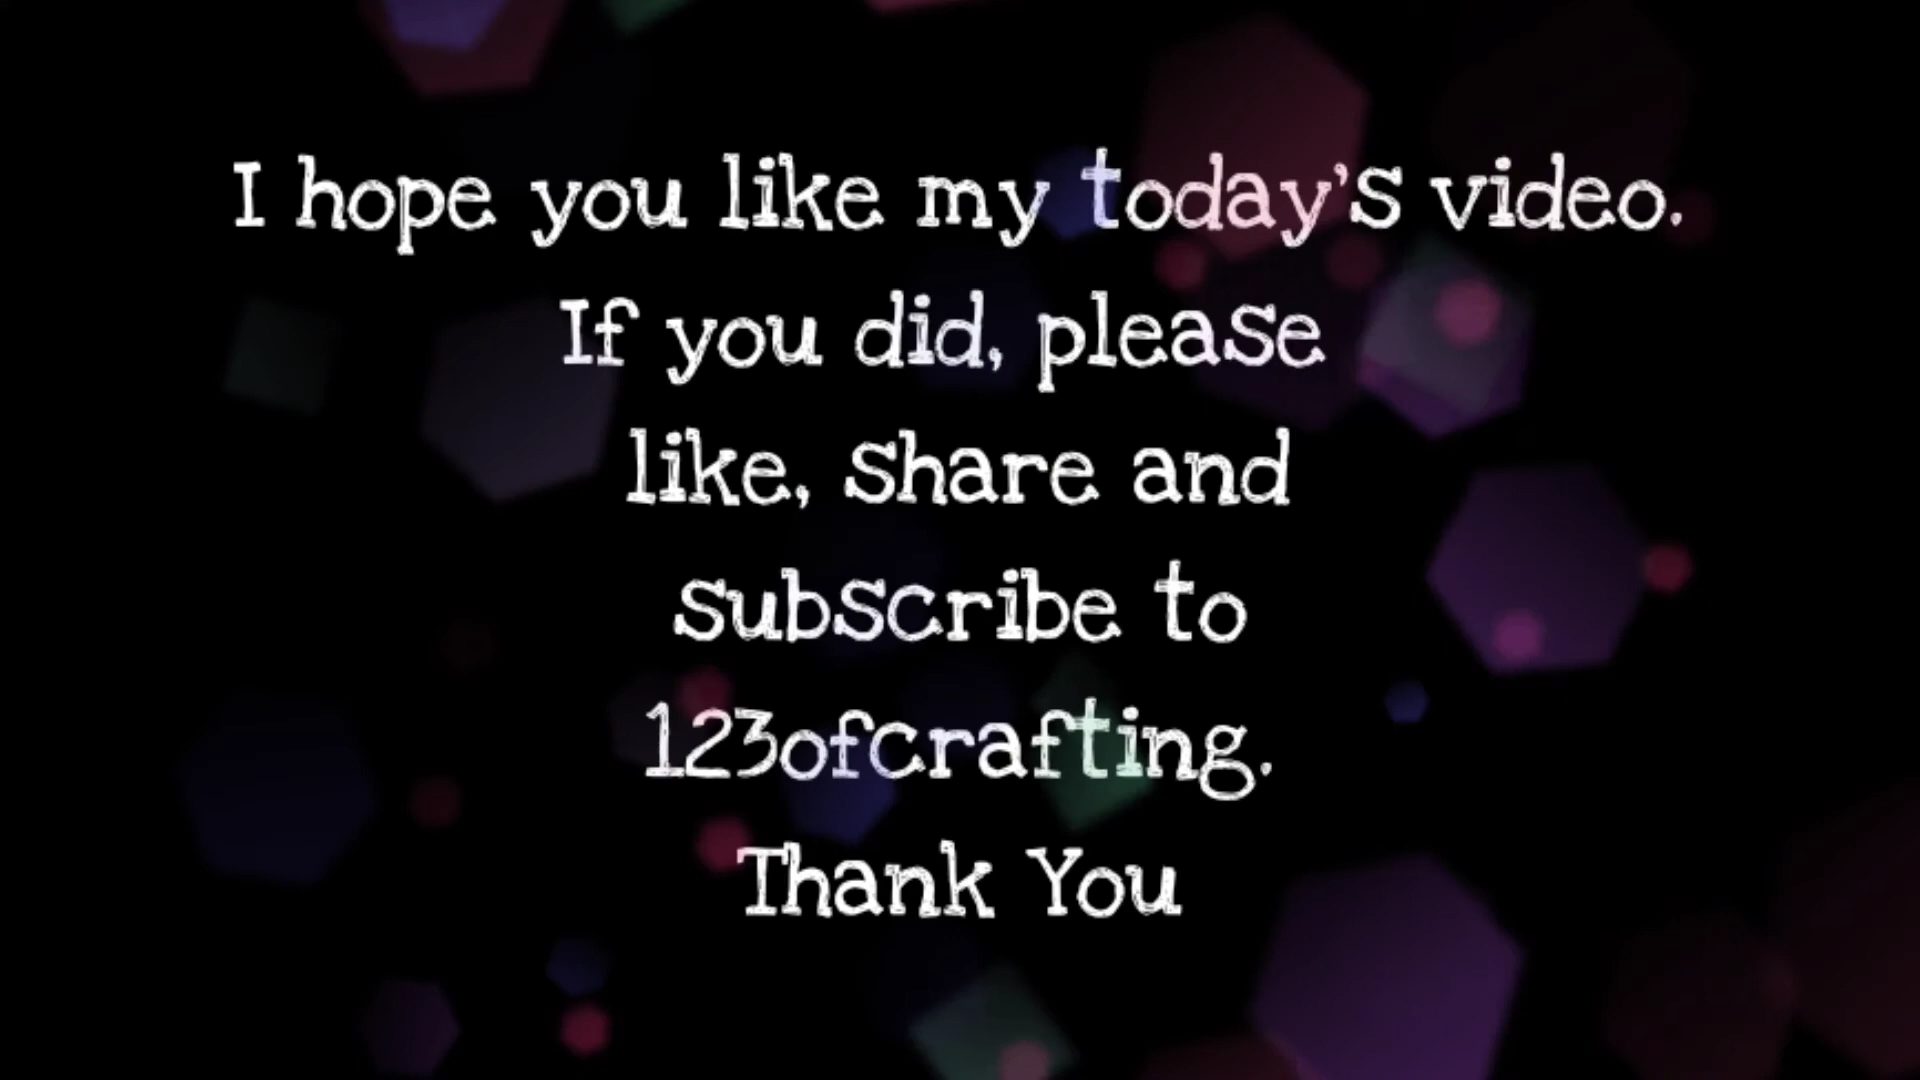 I hope you like my today's video.
If you did, please
like, share and
subscribe to
123ofcrafting.
Thank You